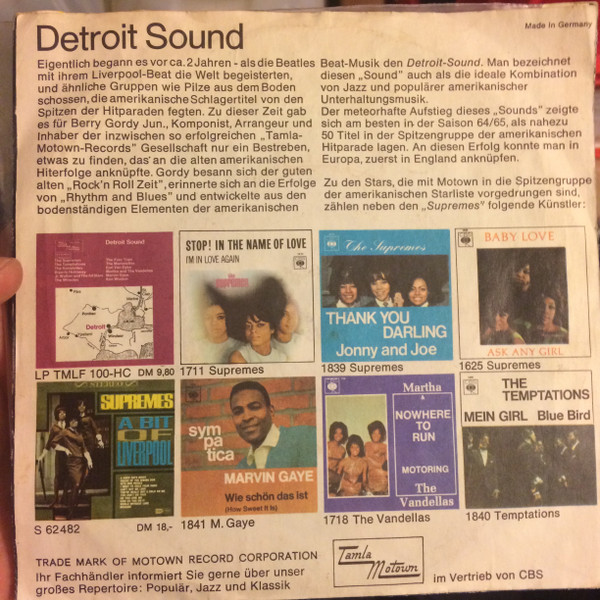 Made in Germany
Detroit Sound
Eigentlich begann es vor ca. 2 Jahren - als die Beatles
mit ihrem Liverpool-Beat die Welt begeisterten,
und ähnliche Gruppen wie Pilze aus dem Boden
schossen, die amerikanische Schlagertitel von den
Spitzen der Hitparaden fegten. Zu dieser Zeit gab
es für Berry Gordy Jun., Komponist, Arrangeur und
Inhaber der inzwischen so erfolgreichen „Tamla-
Motown-Records" Gesellschaft nur ein Bestreben,
etwas zu finden, das an die alten amerikanischen
Hiterfolge anknüpfte. Gordy besann sich der guten
alten „Rock'n Roll Zeit", erinnerte sich an die Erfolge
von „Rhythm and Blues" und entwickelte aus den
bodenständigen Elementen der amerikanischen
Beat-Musik den Detroit-Sound. Man bezeichnet
diesen „Sound" auch als die ideale Kombination
von Jazz und populärer amerikanischer
Unterhaltungsmusik.
Der meteorhafte Aufstieg dieses „Sounds" zeigte
sich am besten in der Saison 64/65, als nahezu
50 Titel in der Spitzengruppe der amerikanischen
Hitparade lagen. An diesen Erfolg konnte man in
Europa, zuerst in England anknüpfen.
Zu den Stars, die mit Motown in die Spitzengruppe
der amerikanischen Starliste vorgedrungen sind,
zählen neben den „Supremes" folgende Künstler:
Detroit Sound
Detroit
LP TMLF 100-HC DM 9,80
STOP! IN THE NAME OF LOVE
I'M IN LOVE AGAIN
the SUPREMES
1711 Supremes
The Supremes
THANK YOU
DARLING
Jonny and Joe
1839 Supremes
BABY LOVE
ASK ANY GIRL
1625 Supremes
STEREO
SUPREMES
A BIT
OF
LIVERPOOL
S 62482 DM 18,-
sym
pa
tica
MARVIN GAYE
Wie schön das ist
(How Sweet It Is)
1841 M. Gaye
Martha
&
NOWHERE
TO
RUN
MOTORING
The
Vandellas
1718 The Vandellas
THE
TEMPTATIONS
MEIN GIRL Blue Bird
1840 Temptations
TRADE MARK OF MOTOWN RECORD CORPORATION
Ihr Fachhändler informiert Sie gerne über unser
großes Repertoire: Populär, Jazz und Klassik
Tamla
Motown
im Vertrieb von CBS